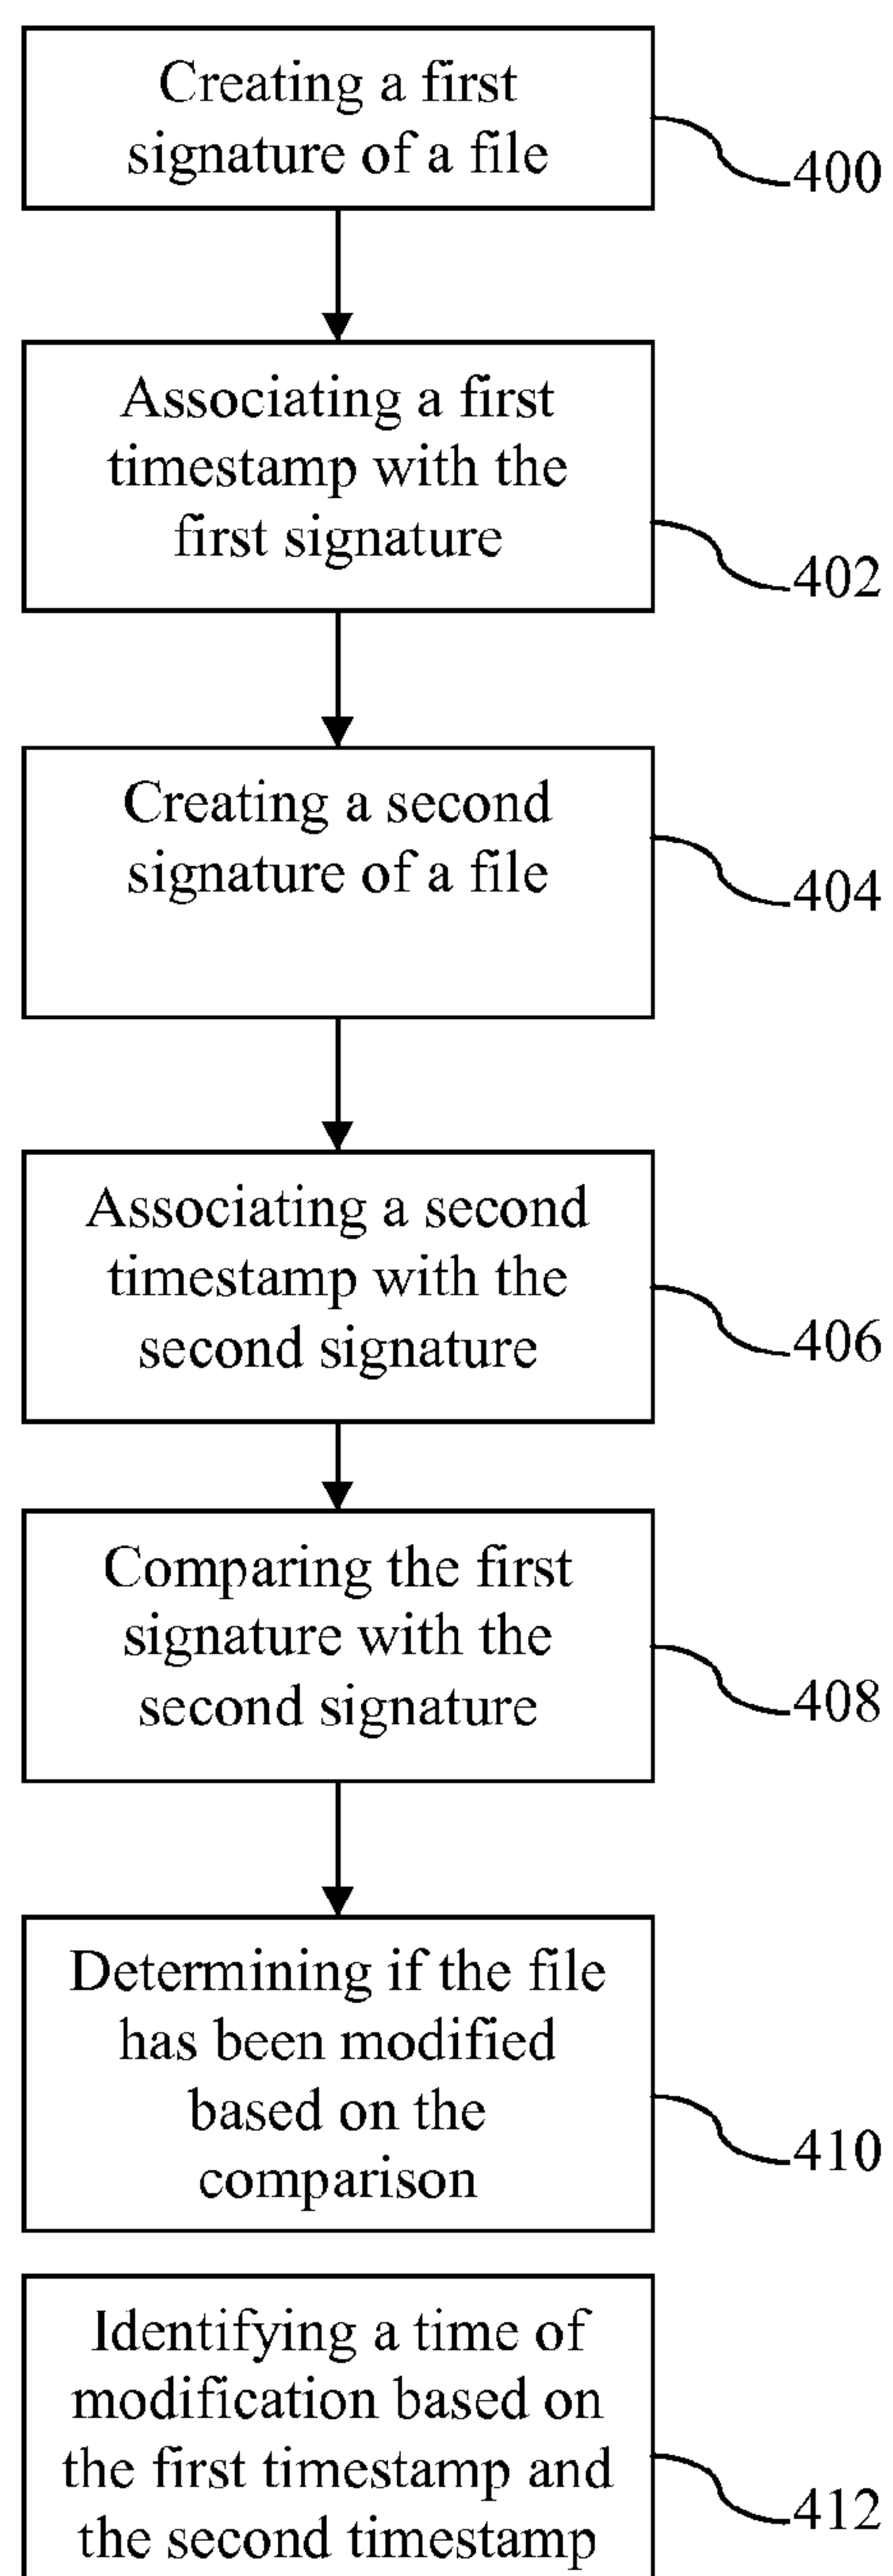 Creating a first
signature of a file
400
Associating a first
timestamp with the
first signature
402
Creating a second
signature of a file
404
Associating a second
timestamp with the
second signature
406
Comparing the first
signature with the
second signature
408
Determining if the file
has been modified
based on the
comparison
410
Identifying a time of
modification based on
the first timestamp and
the second timestamp
412